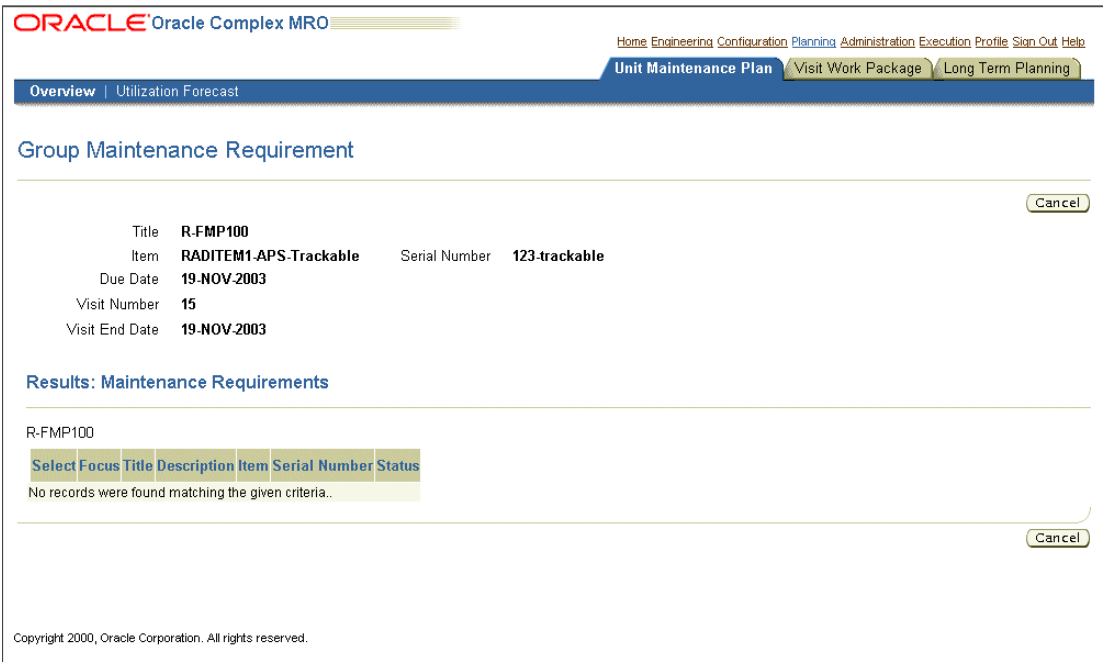 ORACLE Oracle Complex MRO
Home Engineering Configuration Planning Administration Execution Profile Sign Out Help
Unit Maintenance Plan Visit Work Package Long Term Planning
Overview | Utilization Forecast
Group Maintenance Requirement
Cancel
Title R-FMP100
Item RADITEM1-APS-Trackable Serial Number 123-trackable
Due Date 19-NOV-2003
Visit Number 15
Visit End Date 19-NOV-2003
Results: Maintenance Requirements
R-FMP100
Select Focus Title Description Item Serial Number Status
No records were found matching the given criteria..
Cancel
Copyright 2000, Oracle Corporation. All rights reserved.